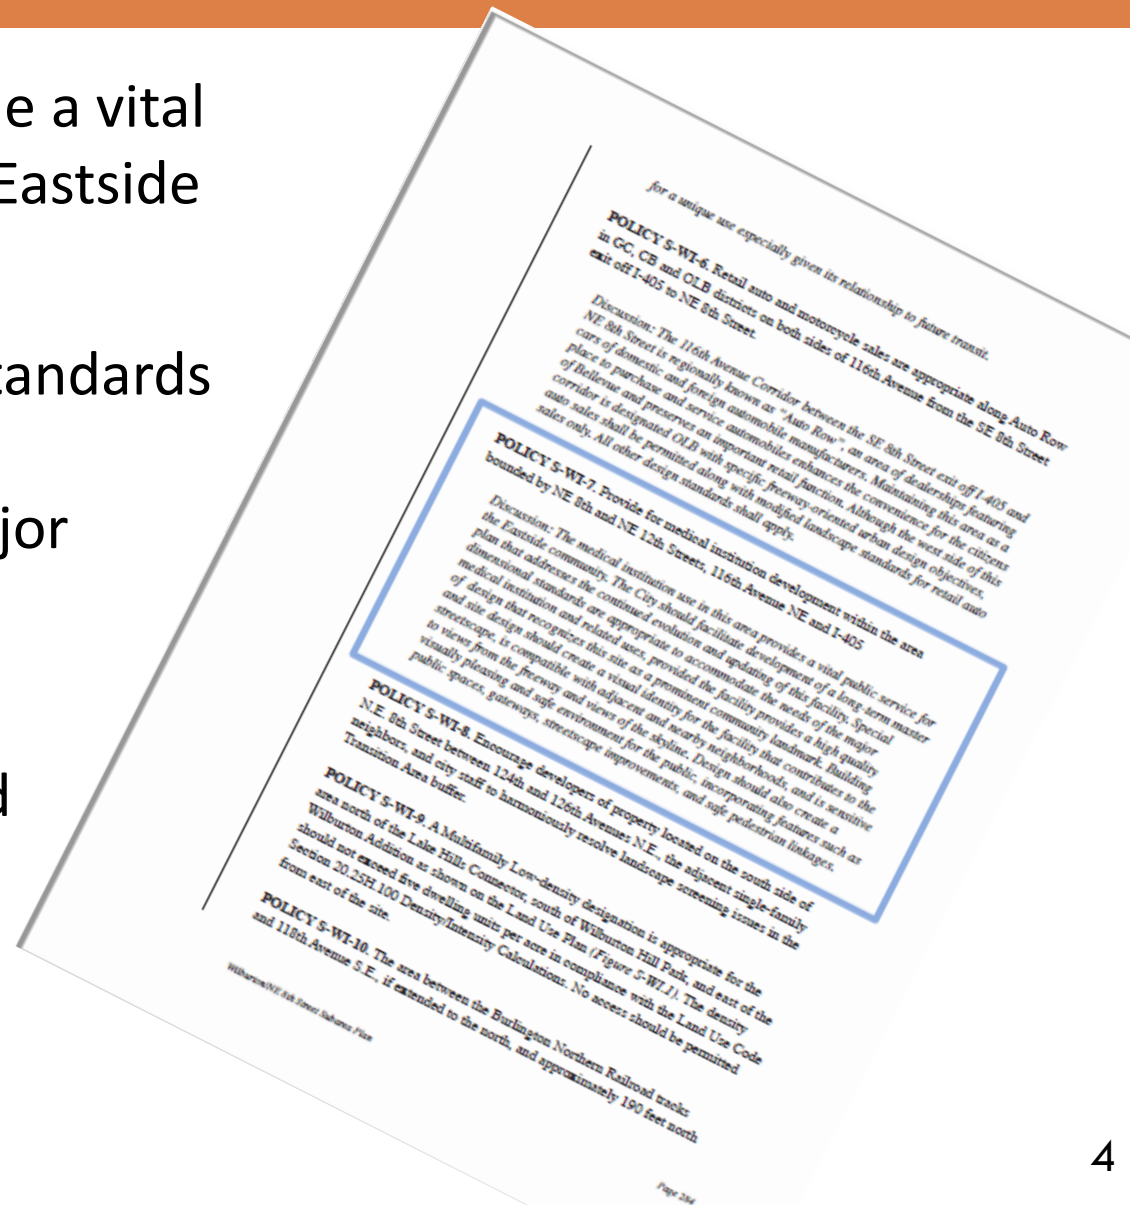 e a vital
Eastside
tandards
jor
d
for a unique use especially given its relationship to future transit.
POLICY S-WI-6. Retail auto and motorcycle sales are appropriate along Auto Row
in GC, CB and OLB districts on both sides of 116th Avenue from the SE 8th Street
exit off I-405 to NE 8th Street.
Discussion: The 116th Avenue Corridor between the SE 8th Street exit off I-405 and
NE 8th Street is regionally known as "Auto Row", an area of dealerships featuring
cars of domestic and foreign automobile manufacturers. Maintaining this area as a
place to purchase and service automobiles enhances the convenience for the citizens
of Bellevue and preserves an important retail function. Although the west side of this
corridor is designated OLB with specific freeway-oriented urban design objectives,
auto sales shall be permitted along with modified landscape standards for retail auto
sales only. All other design standards shall apply.
POLICY S-WI-7. Provide for medical institution development within the area
bounded by NE 8th and NE 12th Streets, 116th Avenue NE and I-405
Discussion: The medical institution use in this area provides a vital public service for
the Eastside community. The City should facilitate development of a long-term master
plan that addresses the continued evolution and updating of this facility. Special
dimensional standards are appropriate to accommodate the needs of the major
medical institution and related uses, provided the facility provides a high quality
of design that recognizes this site as a prominent community landmark. Building
and site design should create a visual identity for the facility that contributes to the
streetscape, is compatible with adjacent and nearby neighborhoods, and is sensitive
to views from the freeway and views of the skyline. Design should also create a
visually pleasing and safe environment for the public, incorporating features such as
public spaces, gateways, streetscape improvements, and safe pedestrian linkages.
POLICY S-WI-8. Encourage developers of property located on the south side of
N.E. 8th Street between 124th and 126th Avenues N.E., the adjacent single-family
neighbors, and city staff to harmoniously resolve landscape screening issues in the
Transition Area buffer.
POLICY S-WI-9. A Multifamily Low-density designation is appropriate for the
area north of the Lake Hills Connector, south of Wilburton Hill Park, and east of the
Wilburton Addition as shown on the Land Use Plan (Figure S-WI.1). The density
should not exceed five dwelling units per acre in compliance with the Land Use Code
Section 20.25H.100 Density/Intensity Calculations. No access should be permitted
from east of the site.
POLICY S-WI-10. The area between the Burlington Northern Railroad tracks
and 118th Avenue S.E., if extended to the north, and approximately 190 feet north
Wilburton/NE 8th Street Subarea Plan
Page 284
4